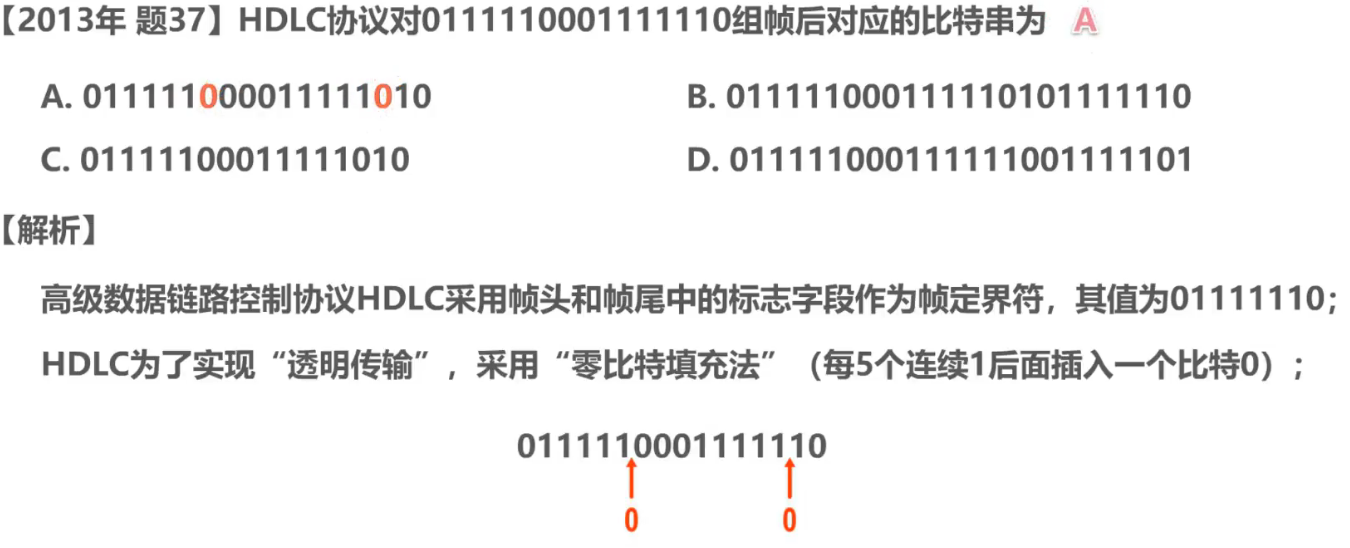 【2013年 题37】HDLC协议对0111110001111110组帧后对应的比特串为 A
A. 011111000011111010 B. 011111000111110101111110
C. 01111100011111010 D. 011111000111111001111101
【解析】
高级数据链路控制协议HDLC采用帧头和帧尾中的标志字段作为帧定界符，其值为01111110；
HDLC为了实现“透明传输”，采用“零比特填充法”（每5个连续1后面插入一个比特0）；
0111110001111110
0 0